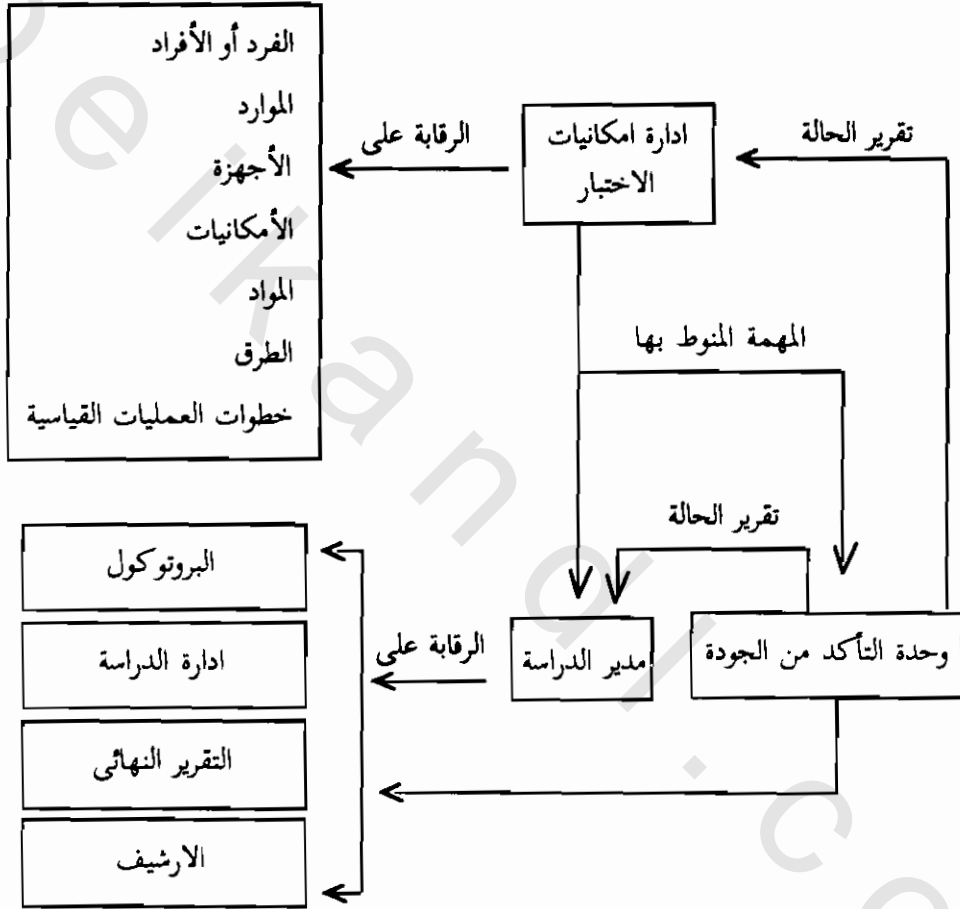 الفرد أو الأفراد
الموارد
الأجهزة
الأمكانيات
المواد
الطرق
خطوات العمليات القياسية
الرقابة على
ادارة امكانيات
الاختبار
تقرير الحالة
المهمة المنوط بها
تقرير الحالة
وحدة التأكد من الجودة
مدير الدراسة
الرقابة على
البروتوكول
ادارة الدراسة
التقرير النهائى
الارشيف